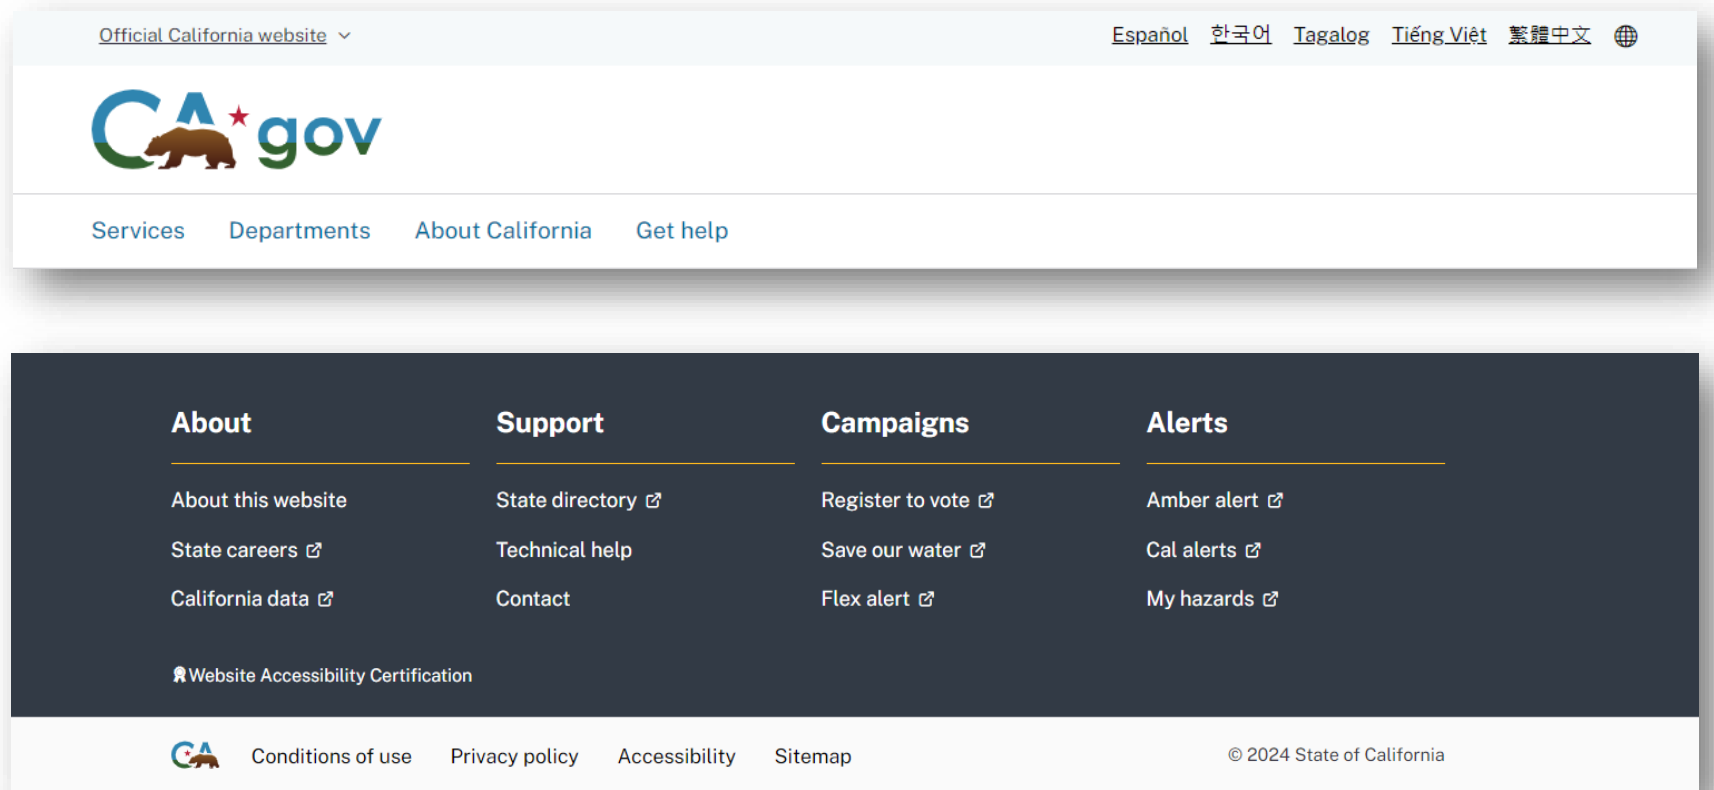 Official California website
Español 한국어 Tagalog Tiếng Việt 繁體中文
CA gov
Services Departments About California Get help
About Support Campaigns Alerts
About this website State directory Register to vote Amber alert
State careers Technical help Save our water Cal alerts
California data Contact Flex alert My hazards
Website Accessibility Certification
CA Conditions of use Privacy policy Accessibility Sitemap © 2024 State of California